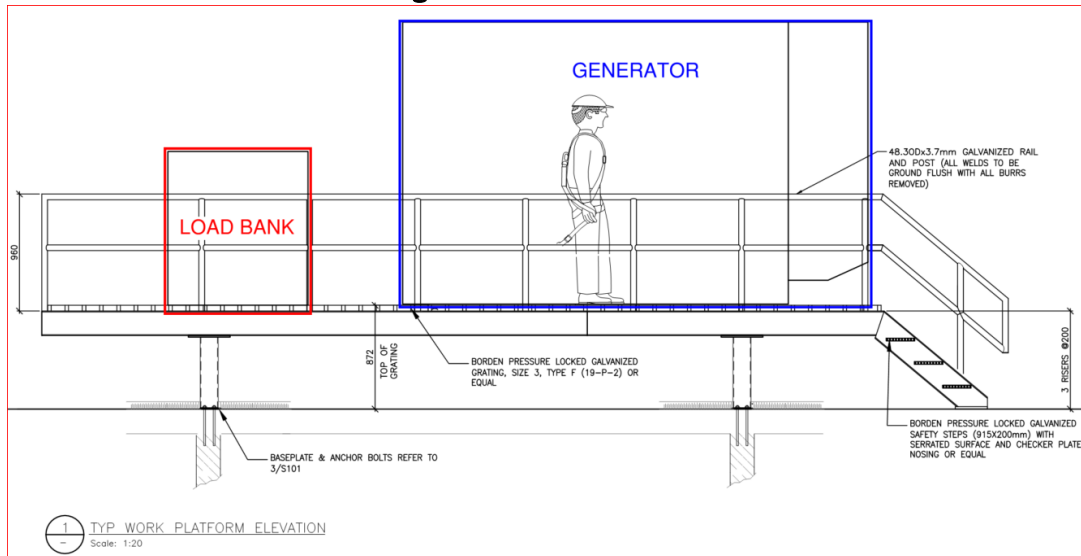 GENERATOR
48.30Dx3.7mm GALVANIZED RAIL
AND POST (ALL WELDS TO BE
GROUND FLUSH WITH ALL BURRS
REMOVED)
LOAD BANK
960
872
TOP OF
GRATING
BORDEN PRESSURE LOCKED GALVANIZED
GRATING, SIZE 3, TYPE F (19-P-2) OR
EQUAL
3 RISERS @200
BORDEN PRESSURE LOCKED GALVANIZED
SAFETY STEPS (915X200mm) WITH
SERRATED SURFACE AND CHECKER PLATE
NOSING OR EQUAL
BASEPLATE & ANCHOR BOLTS REFER TO
3/S101
1
-
TYP WORK PLATFORM ELEVATION
Scale: 1:20